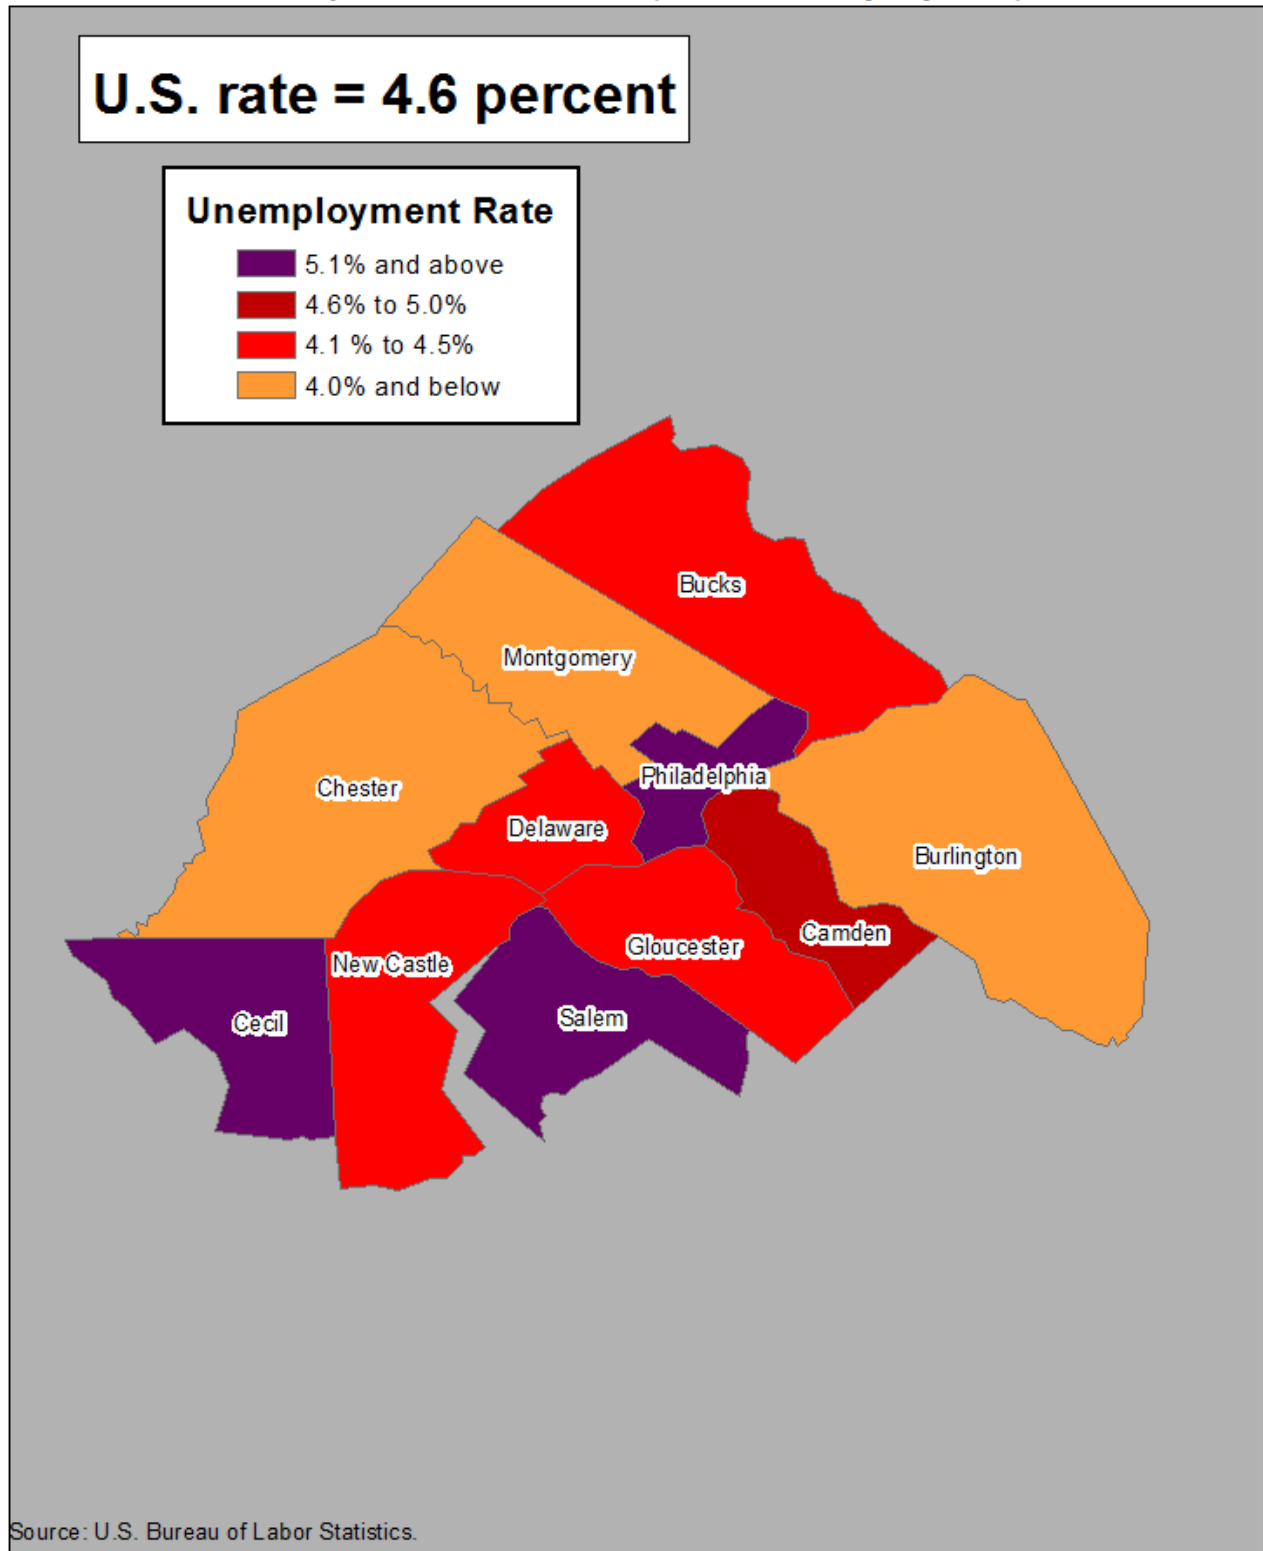 U.S. rate = 4.6 percent
Unemployment Rate
5.1% and above
4.6% to 5.0%
4.1 % to 4.5%
4.0% and below
Bucks
Montgomery
Philadelphia
Chester
Delaware
Burlington
Camden
Gloucester
New Castle
Salem
Cecil
Source: U.S. Bureau of Labor Statistics.